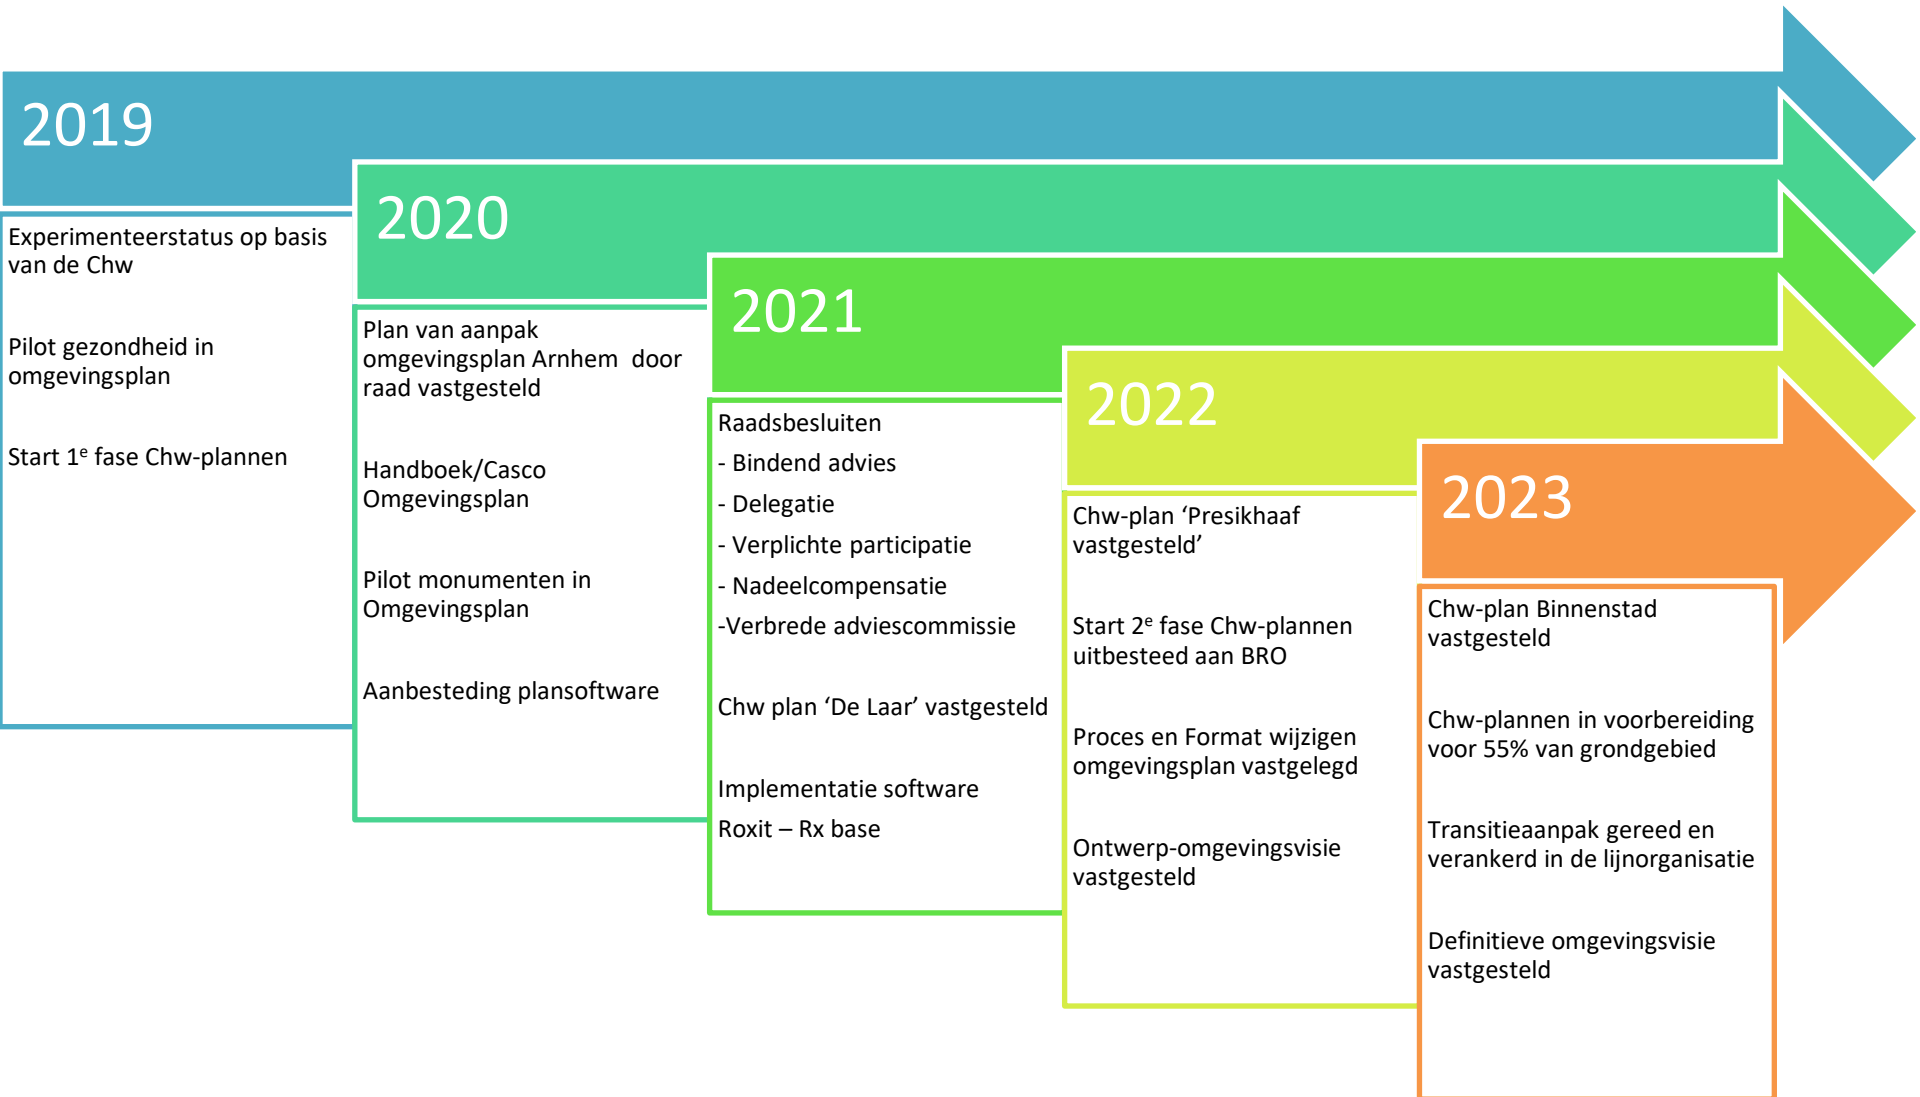 2019
Experimenteerstatus op basis
van de Chw
Pilot gezondheid in
omgevingsplan
Start 1e fase Chw-plannen
2020
Plan van aanpak
omgevingsplan Arnhem  door
raad vastgesteld
Handboek/Casco
Omgevingsplan
Pilot monumenten in
Omgevingsplan
Aanbesteding plansoftware
2021
Raadsbesluiten
- Bindend advies
- Delegatie
- Verplichte participatie
- Nadeelcompensatie
-Verbrede adviescommissie
Chw plan ‘De Laar’ vastgesteld
Implementatie software
Roxit – Rx base
2022
Chw-plan ‘Presikhaaf
vastgesteld’
Start 2e fase Chw-plannen
uitbesteed aan BRO
Proces en Format wijzigen
omgevingsplan vastgelegd
Ontwerp-omgevingsvisie
vastgesteld
2023
Chw-plan Binnenstad
vastgesteld
Chw-plannen in voorbereiding
voor 55% van grondgebied
Transitieaanpak gereed en
verankerd in de lijnorganisatie
Definitieve omgevingsvisie
vastgesteld